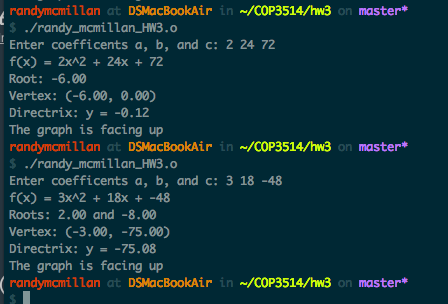 randymcmillan at DSMacBookAir in ~/COP3514/hw3 on master*
$ ./randy_mcmillan_HW3.o
Enter coefficents a, b, and c: 2 24 72
f(x) = 2x^2 + 24x + 72
Root: -6.00
Vertex: (-6.00, 0.00)
Directrix: y = -0.12
The graph is facing up
randymcmillan at DSMacBookAir in ~/COP3514/hw3 on master*
$ ./randy_mcmillan_HW3.o
Enter coefficents a, b, and c: 3 18 -48
f(x) = 3x^2 + 18x + -48
Roots: 2.00 and -8.00
Vertex: (-3.00, -75.00)
Directrix: y = -75.08
The graph is facing up
randymcmillan at DSMacBookAir in ~/COP3514/hw3 on master*
$